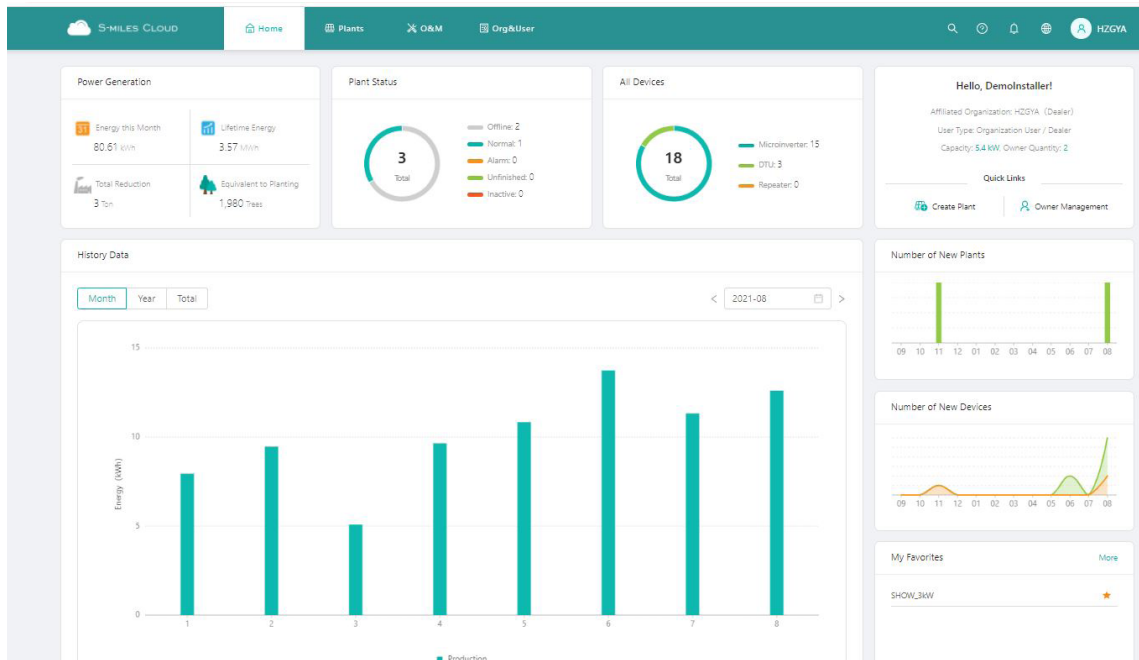 S-MILES CLOUD
Home
Plants
O&M
Org&User
HZGYA
Power Generation
31
Energy this Month
80.61 kWh
Lifetime Energy
3.57 MWh
Total Reduction
3 Ton
Equivalent to Planting
1,980 Trees
Plant Status
3
Total
Offline: 2
Normal: 1
Alarm: 0
Unfinished: 0
Inactive: 0
All Devices
18
Total
Microinverter: 15
DTU: 3
Repeater: 0
Hello, DemoInstaller!
Affiliated Organization: HZGYA (Dealer)
User Type: Organization User / Dealer
Capacity: 5.4 kW. Owner Quantity: 2
Quick Links
Create Plant
Owner Management
History Data
Month Year Total
< 2021-08 >
15
10
5
0
Energy (kWh)
1 2 3 4 5 6 7 8
Production
Number of New Plants
09 10 11 12 01 02 03 04 05 06 07 08
Number of New Devices
09 10 11 12 01 02 03 04 05 06 07 08
My Favorites
More
SHOW_3kW